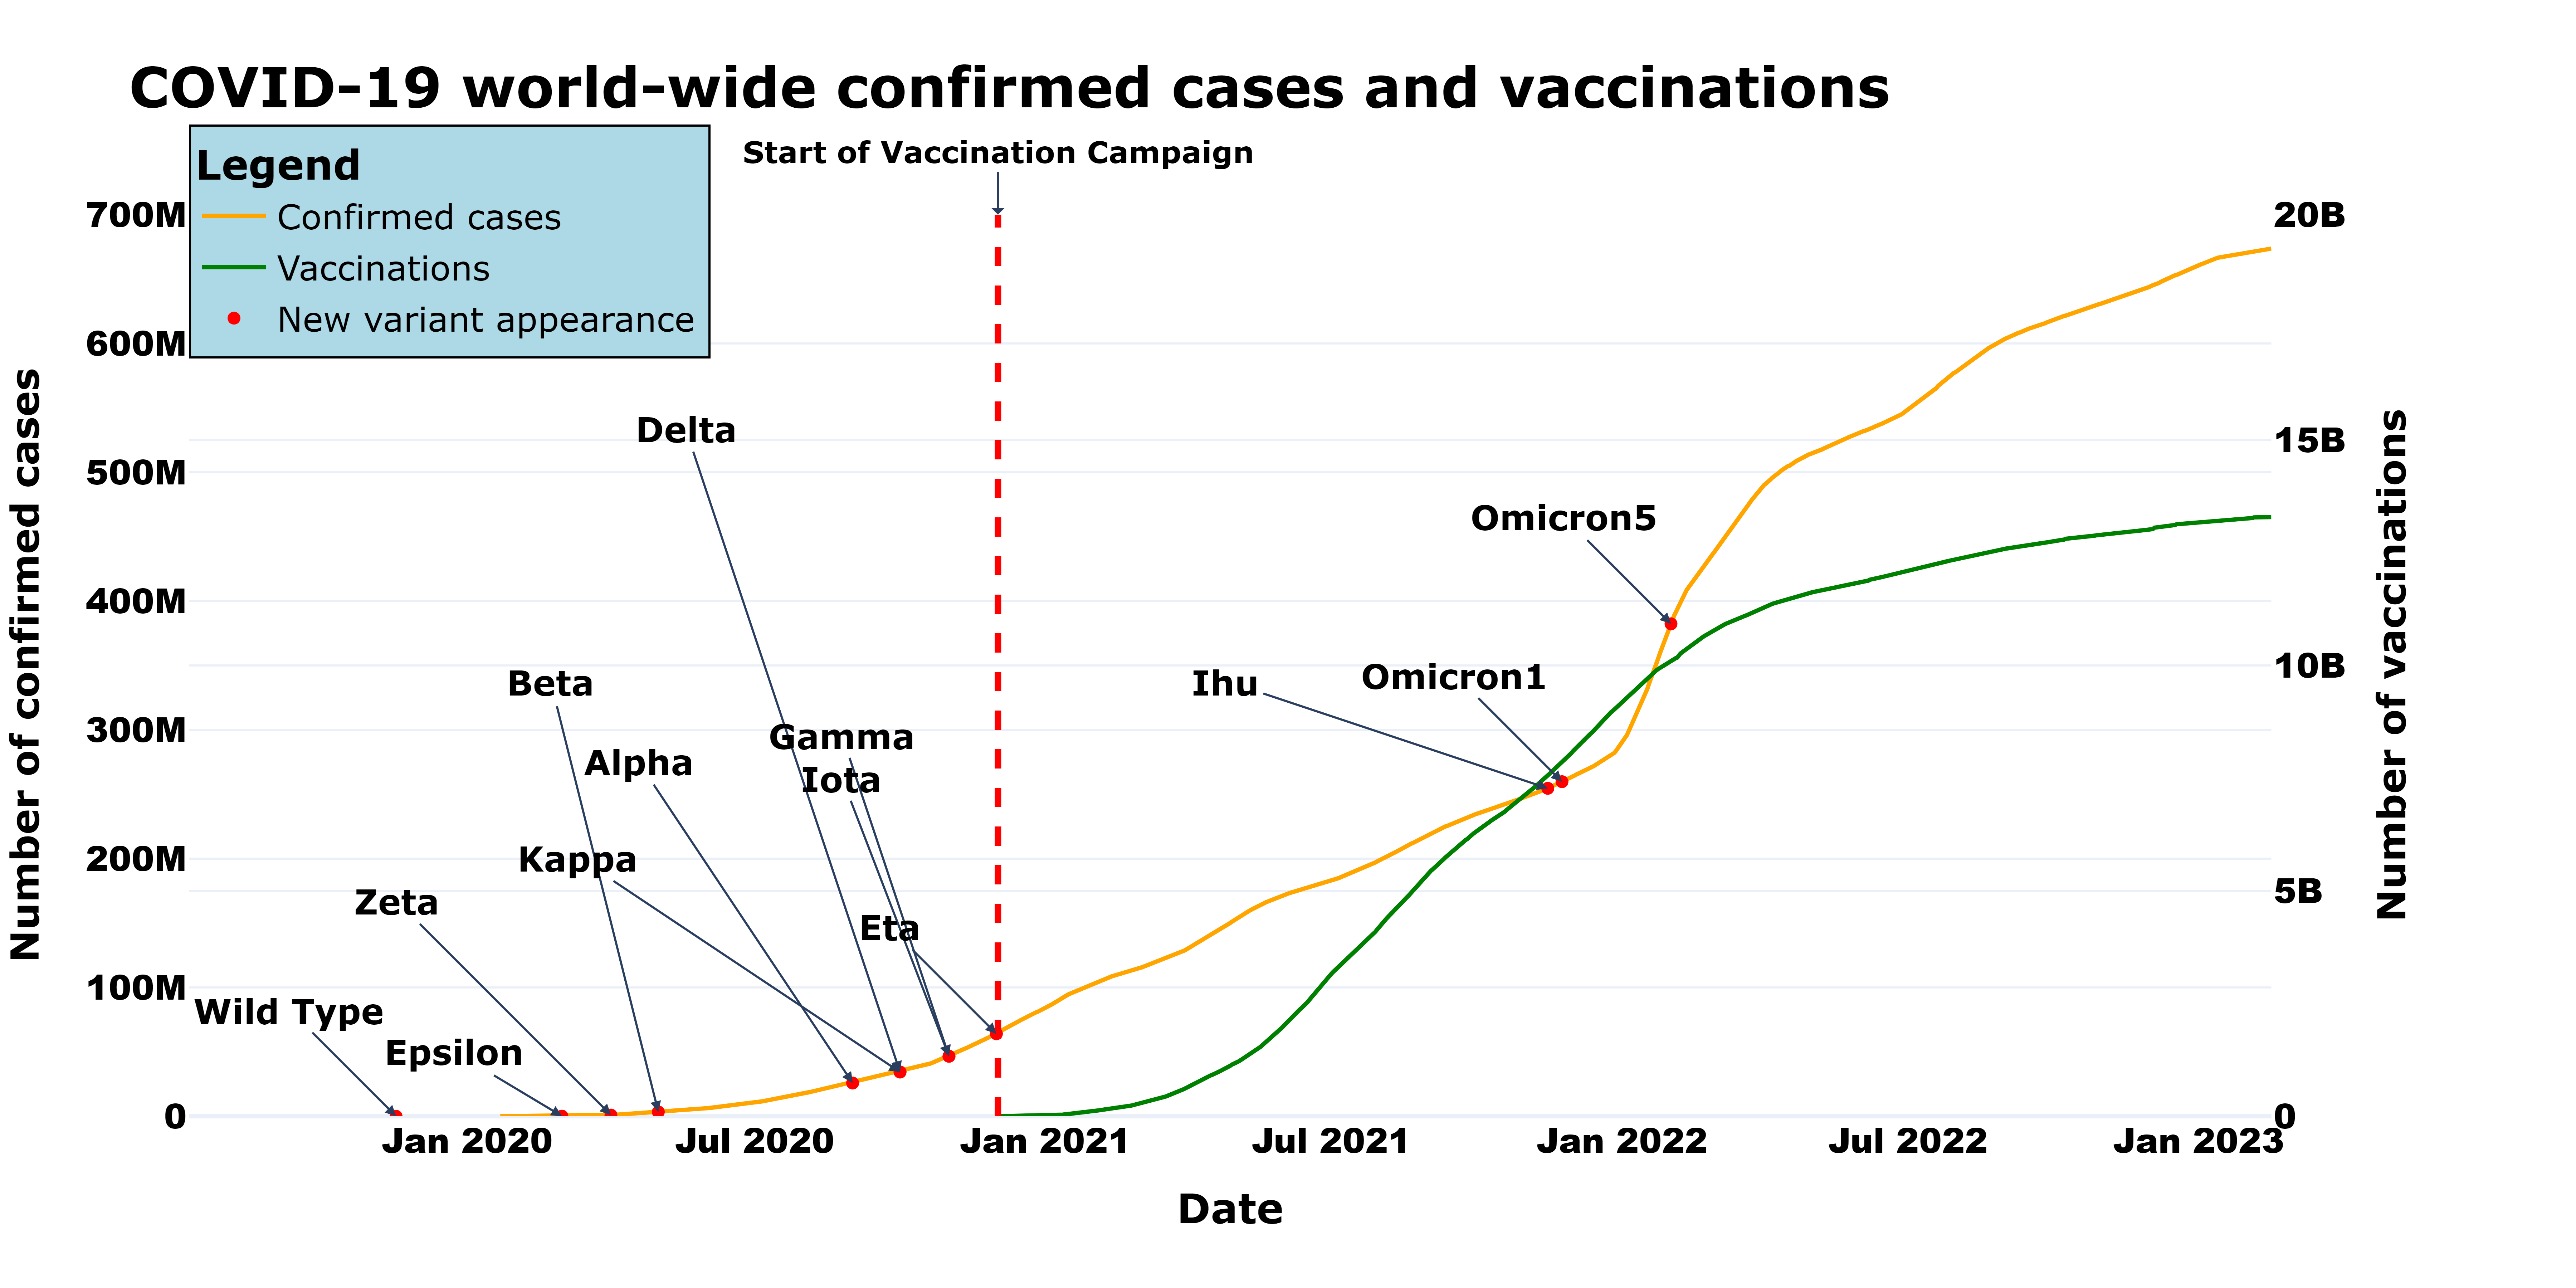 COVID-19 world-wide confirmed cases and vaccinations
Legend
Confirmed cases
Vaccinations
New variant appearance
Start of Vaccination Campaign
Number of confirmed cases
700M
600M
500M
400M
300M
200M
100M
0
Delta
Beta
Alpha
Gamma
Iota
Kappa
Zeta
Eta
Wild Type
Epsilon
Omicron5
Ihu
Omicron1
20B
15B
10B
5B
0
Number of vaccinations
Jan 2020
Jul 2020
Jan 2021
Jul 2021
Jan 2022
Jul 2022
Jan 2023
Date